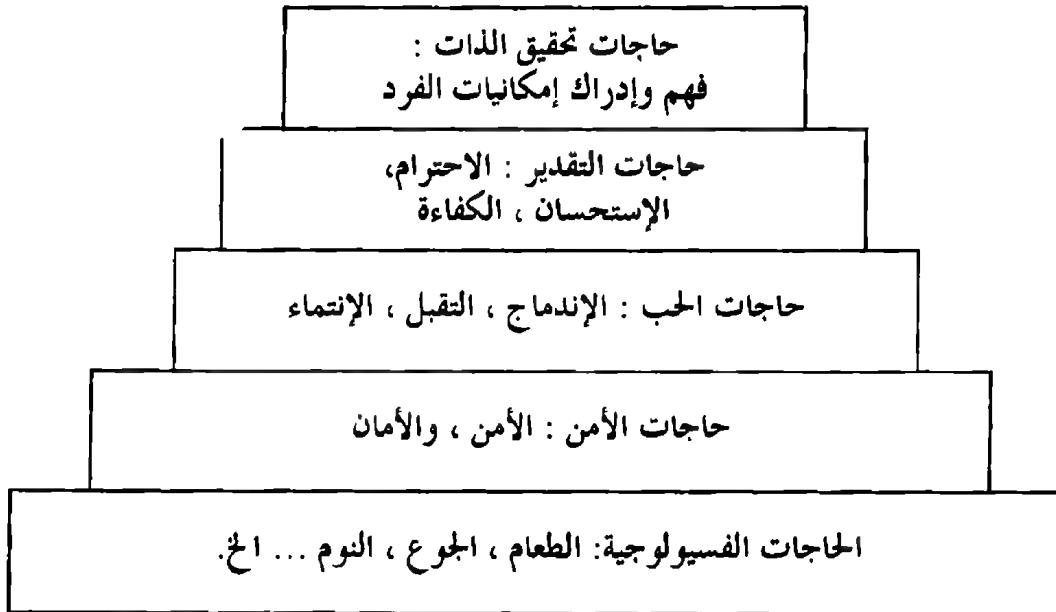 حاجات تحقيق الذات :
فهم وإدراك إمكانيات الفرد
حاجات التقدير : الاحترام،
الإستحسان ، الكفاءة
حاجات الحب : الإندماج ، التقبل ، الإنتماء
حاجات الأمن : الأمن ، والأمان
الحاجات الفسيولوجية: الطعام ، الجوع ، النوم ... الخ.